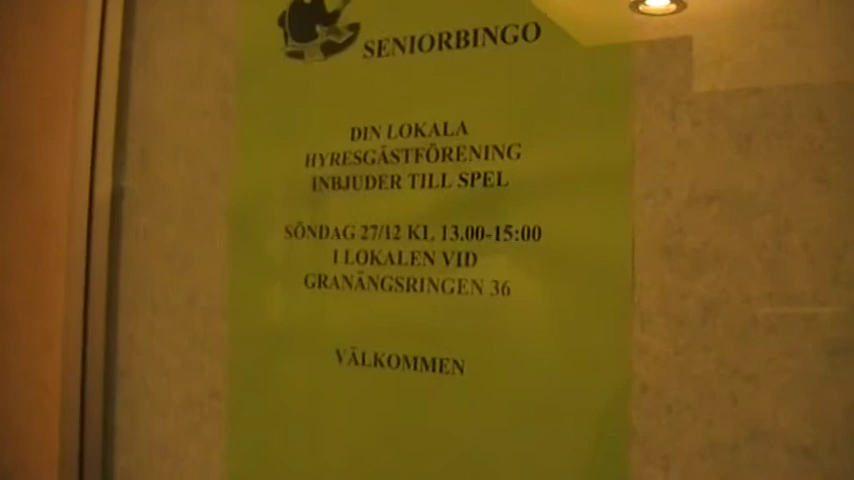 SENIORBINGO
DIN LOKALA
HYRESGÄSTFÖRENING
INBJUDER TILL SPEL
SÖNDAG 27/12 KL 13.00-15:00
I LOKALEN VID
GRANÄNGSRINGEN 36
VÄLKOMMEN